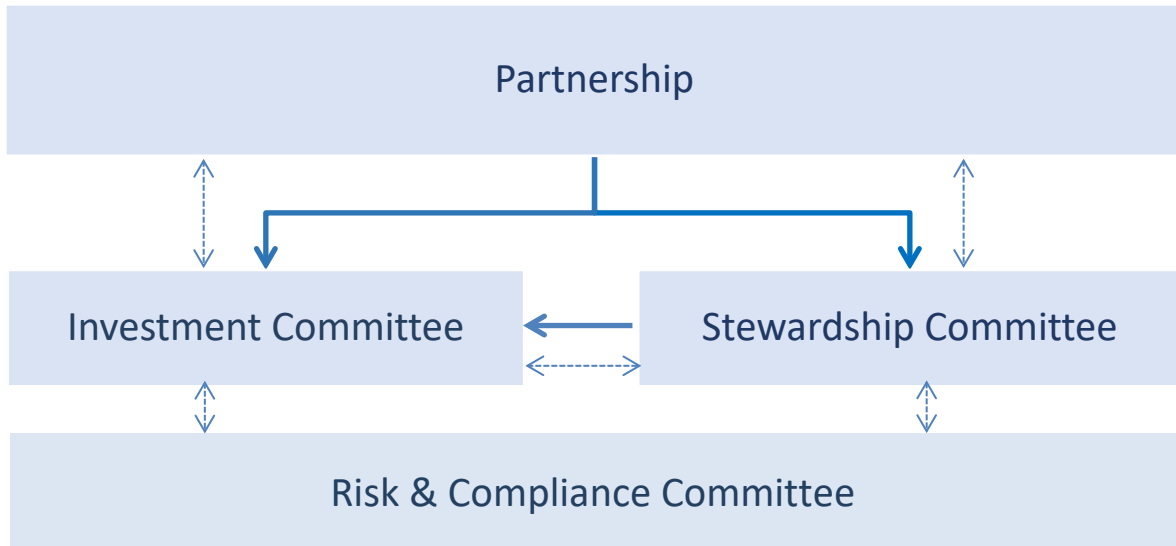 Partnership
Investment Committee
Stewardship Committee
Risk & Compliance Committee